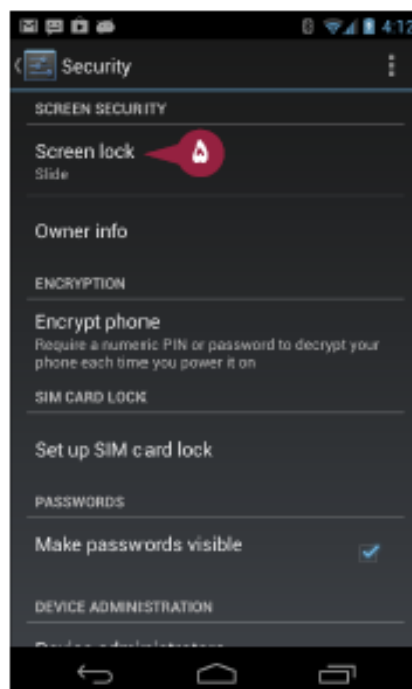 4:12
Security
SCREEN SECURITY
Screen lock
۵
Slide
Owner info
ENCRYPTION
Encrypt phone
Require a numeric PIN or password to decrypt your
phone each time you power it on
SIM CARD LOCK
Set up SIM card lock
PASSWORDS
Make passwords visible
DEVICE ADMINISTRATION